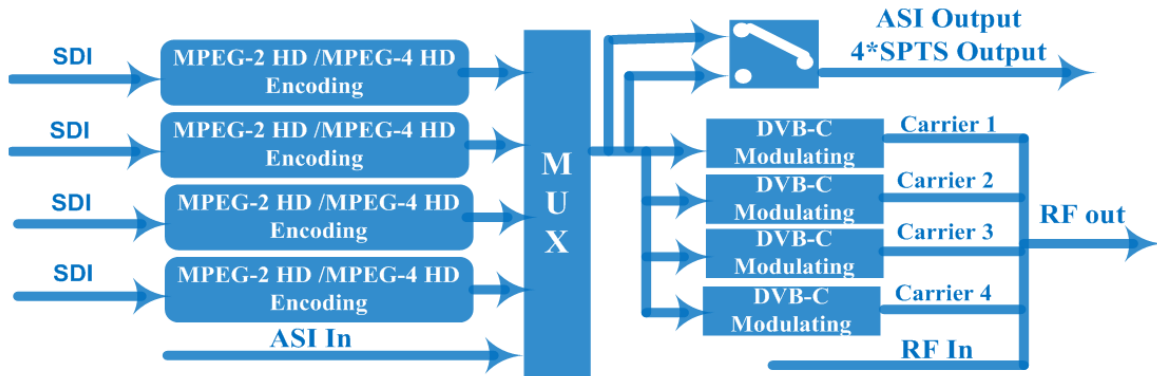 SDI
MPEG-2 HD /MPEG-4 HD
Encoding
SDI
MPEG-2 HD /MPEG-4 HD
Encoding
SDI
MPEG-2 HD /MPEG-4 HD
Encoding
SDI
MPEG-2 HD /MPEG-4 HD
Encoding
ASI In
M
U
X
ASI Output
4*SPTS Output
DVB-C
Modulating
Carrier 1
DVB-C
Modulating
Carrier 2
DVB-C
Modulating
Carrier 3
DVB-C
Modulating
Carrier 4
RF In
RF out